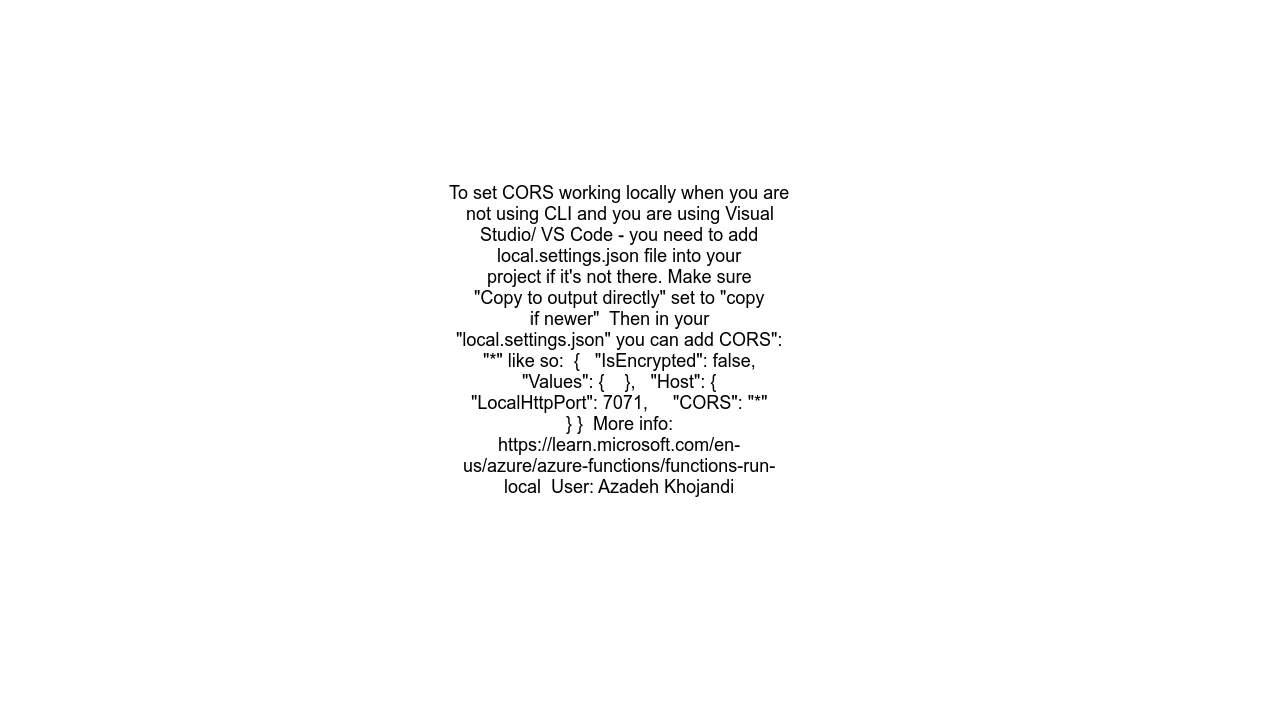 To set CORS working locally when you are
not using CLI and you are using Visual
Studio/ VS Code - you need to add
local.settings.json file into your
project if it's not there. Make sure
"Copy to output directly" set to "copy
if newer"  Then in your
"local.settings.json" you can add CORS":
"*" like so:  {   "IsEncrypted": false,
"Values": {    },   "Host": {
"LocalHttpPort": 7071,     "CORS": "*"
} }  More info:
https://learn.microsoft.com/en-
us/azure/azure-functions/functions-run-
local  User: Azadeh Khojandi